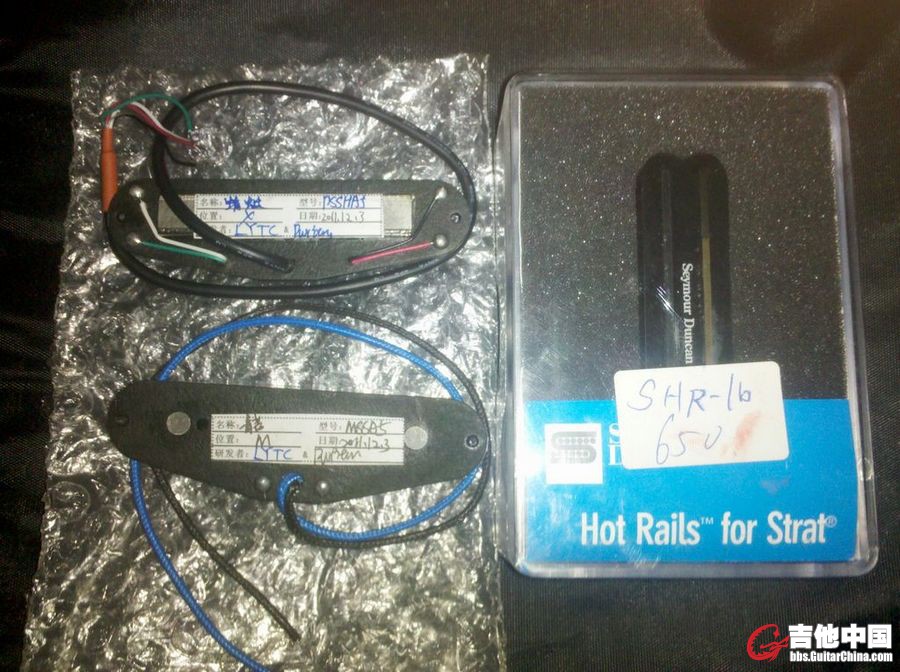 名称:
型号: PSSHA5
位置:
日期: 2011.12.3
者: LYTC &
名称:
型号: MSSA5
位置: M
日期: 2011.12.3
研发者: LYTC &
Seymour Duncan
SHR-1b
650
Hot Rails™ for Strat®
吉他中国
bbs.GuitarChina.com